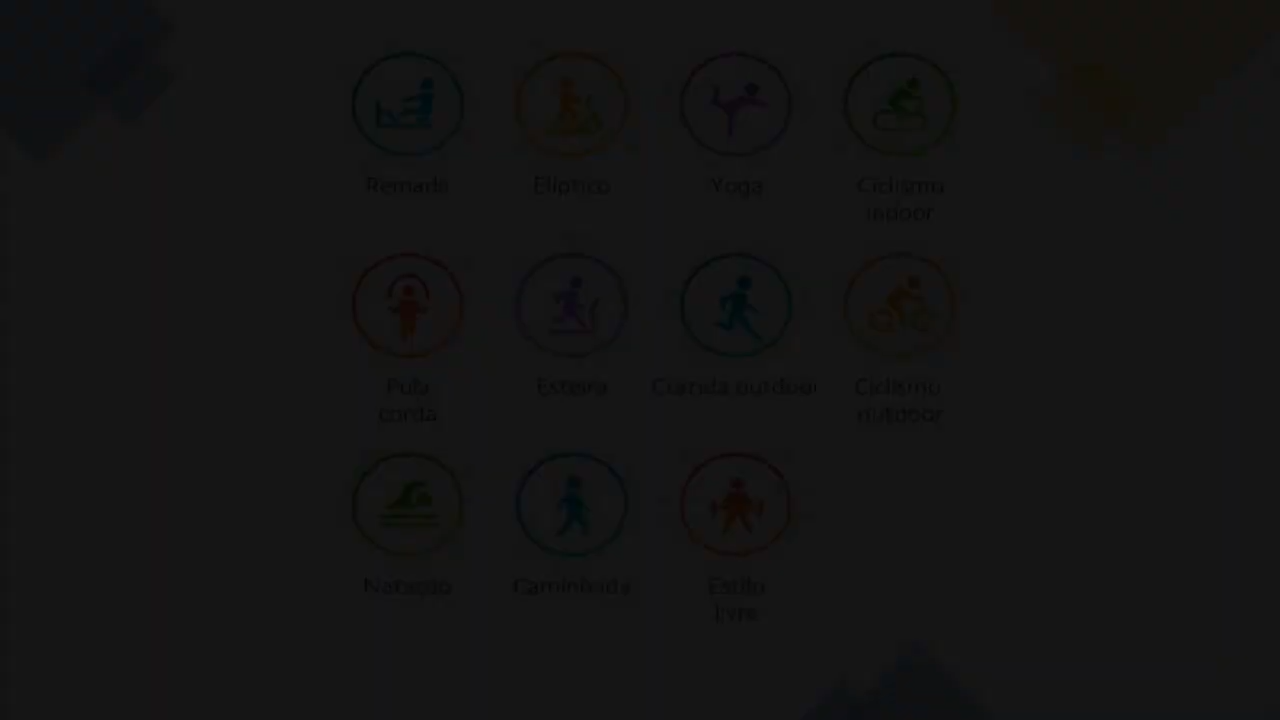 Remada
Elíptico
Yoga
Ciclismo
indoor
Pula
corda
Esteira
Corrida outdoor
Ciclismo
outdoor
Natação
Caminhada
Estilo
livre